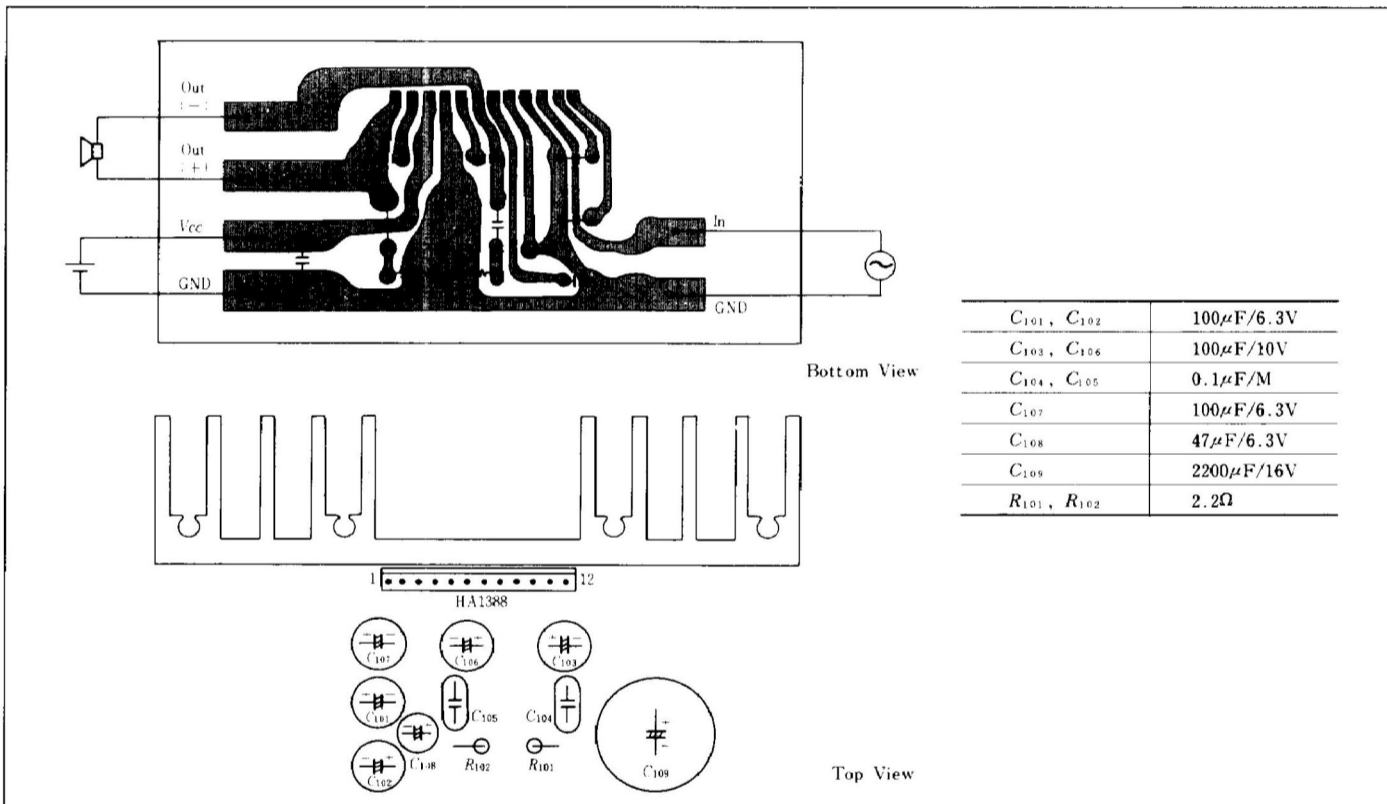 Out
(−)
Out
(+)
Vcc
GND
In
GND
Bottom View
C101, C102 100μF/6.3V
C103, C106 100μF/10V
C104, C105 0.1μF/M
C107 100μF/6.3V
C108 47μF/6.3V
C109 2200μF/16V
R101, R102 2.2Ω
1 12
HA1388
C107 C106 C103
C101 C105 C104
C108 R102 R101 C109
C102
Top View